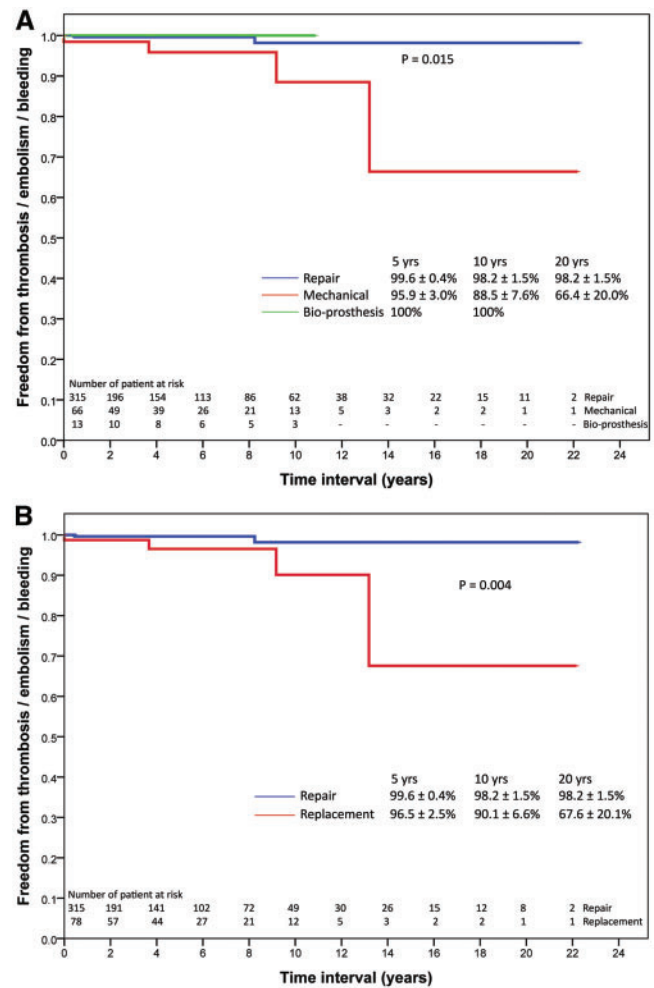 A
Freedom from thrombosis / embolism / bleeding
1.0
0.9
0.8
0.7
0.6
0.5
0.4
0.3
0.2
0.1
0.0
P = 0.015
5 yrs 10 yrs 20 yrs
Repair 99.6 ± 0.4% 98.2 ± 1.5% 98.2 ± 1.5%
Mechanical 95.9 ± 3.0% 88.5 ± 7.6% 66.4 ± 20.0%
Bio-prosthesis 100% 100%
Number of patient at risk
315 196 154 113 86 62 38 32 22 15 11 2 Repair
66 49 39 26 21 13 5 3 2 2 1 1 Mechanical
13 10 8 6 5 3 - - - - - - Bio-prosthesis
0 2 4 6 8 10 12 14 16 18 20 22 24
Time interval (years)
B
Freedom from thrombosis / embolism / bleeding
1.0
0.9
0.8
0.7
0.6
0.5
0.4
0.3
0.2
0.1
0.0
P = 0.004
5 yrs 10 yrs 20 yrs
Repair 99.6 ± 0.4% 98.2 ± 1.5% 98.2 ± 1.5%
Replacement 96.5 ± 2.5% 90.1 ± 6.6% 67.6 ± 20.1%
Number of patient at risk
315 191 141 102 72 49 30 26 15 12 8 2 Repair
78 57 44 27 21 12 5 3 2 2 1 1 Replacement
0 2 4 6 8 10 12 14 16 18 20 22 24
Time interval (years)